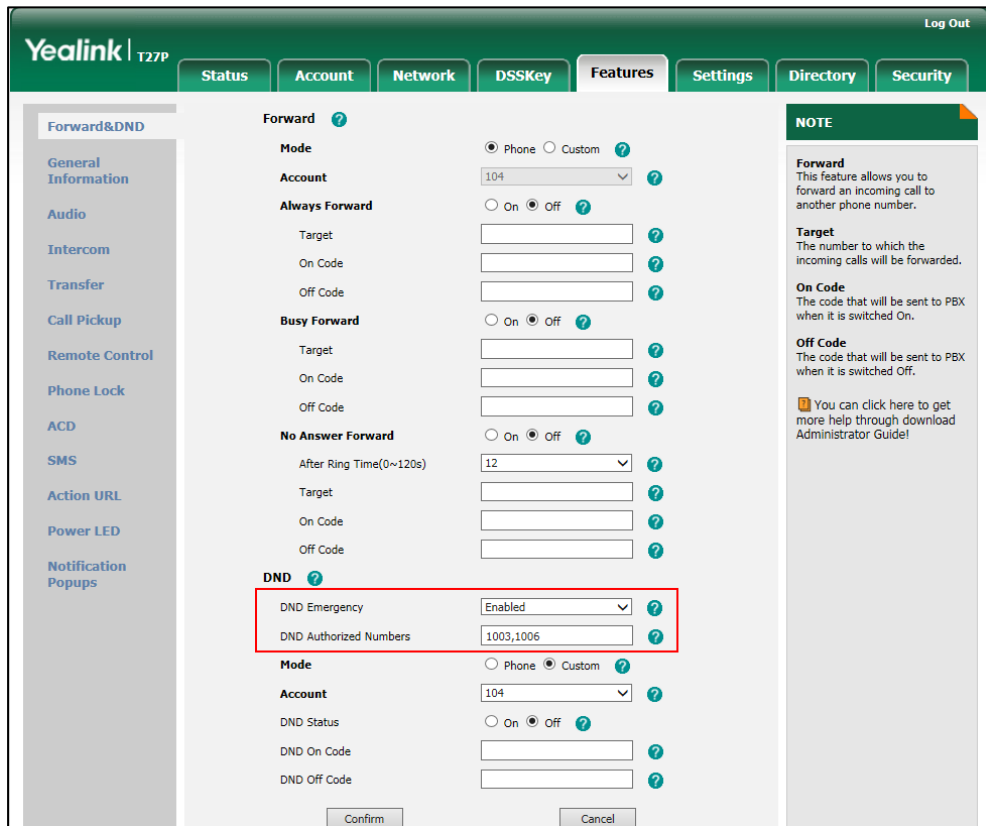 Log Out
Yealink T27P
Status Account Network DSSKey Features Settings Directory Security
Forward&DND
General
Information
Audio
Intercom
Transfer
Call Pickup
Remote Control
Phone Lock
ACD
SMS
Action URL
Power LED
Notification
Popups
Forward ?
Mode Phone Custom ?
Account 104 ?
Always Forward On Off ?
Target ?
On Code ?
Off Code ?
Busy Forward On Off ?
Target ?
On Code ?
Off Code ?
No Answer Forward On Off ?
After Ring Time(0~120s) 12 ?
Target ?
On Code ?
Off Code ?
DND ?
DND Emergency Enabled ?
DND Authorized Numbers 1003,1006 ?
Mode Phone Custom ?
Account 104 ?
DND Status On Off ?
DND On Code ?
DND Off Code ?
Confirm Cancel
NOTE
Forward
This feature allows you to
forward an incoming call to
another phone number.
Target
The number to which the
incoming calls will be forwarded.
On Code
The code that will be sent to PBX
when it is switched On.
Off Code
The code that will be sent to PBX
when it is switched Off.
? You can click here to get
more help through download
Administrator Guide!